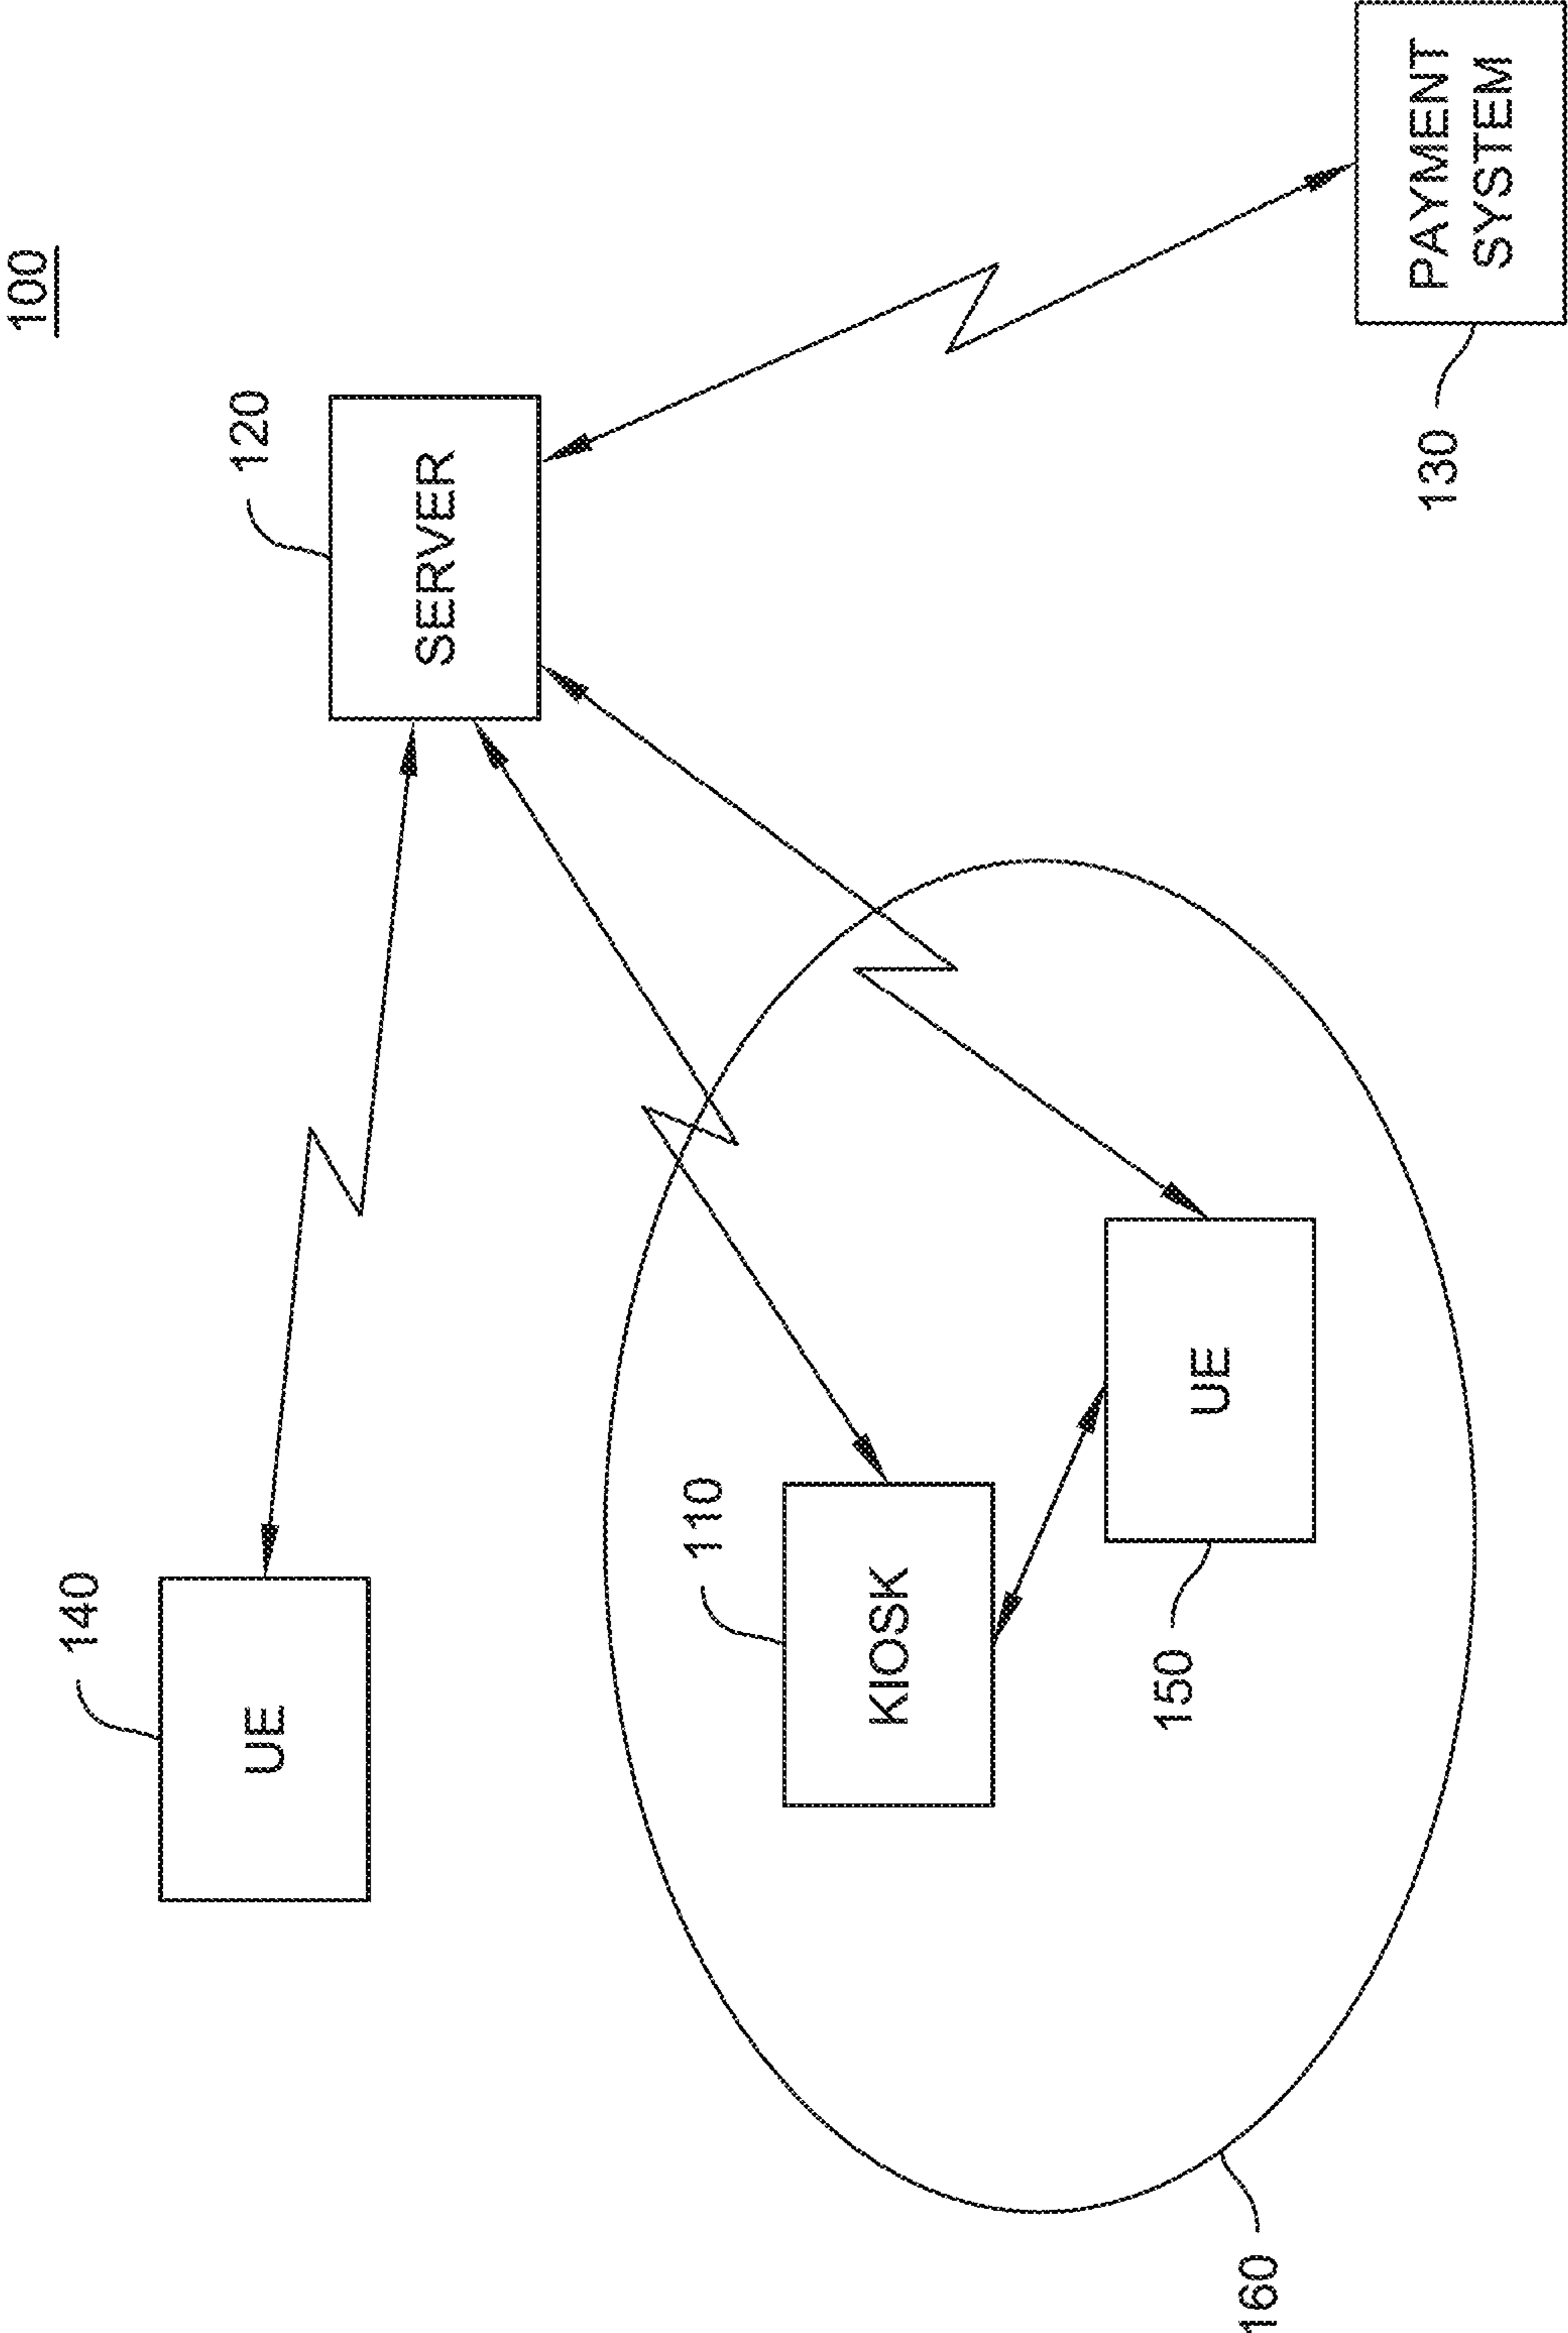 100
140
UE
120
SERVER
110
KIOSK
150
UE
160
130
PAYMENT
SYSTEM